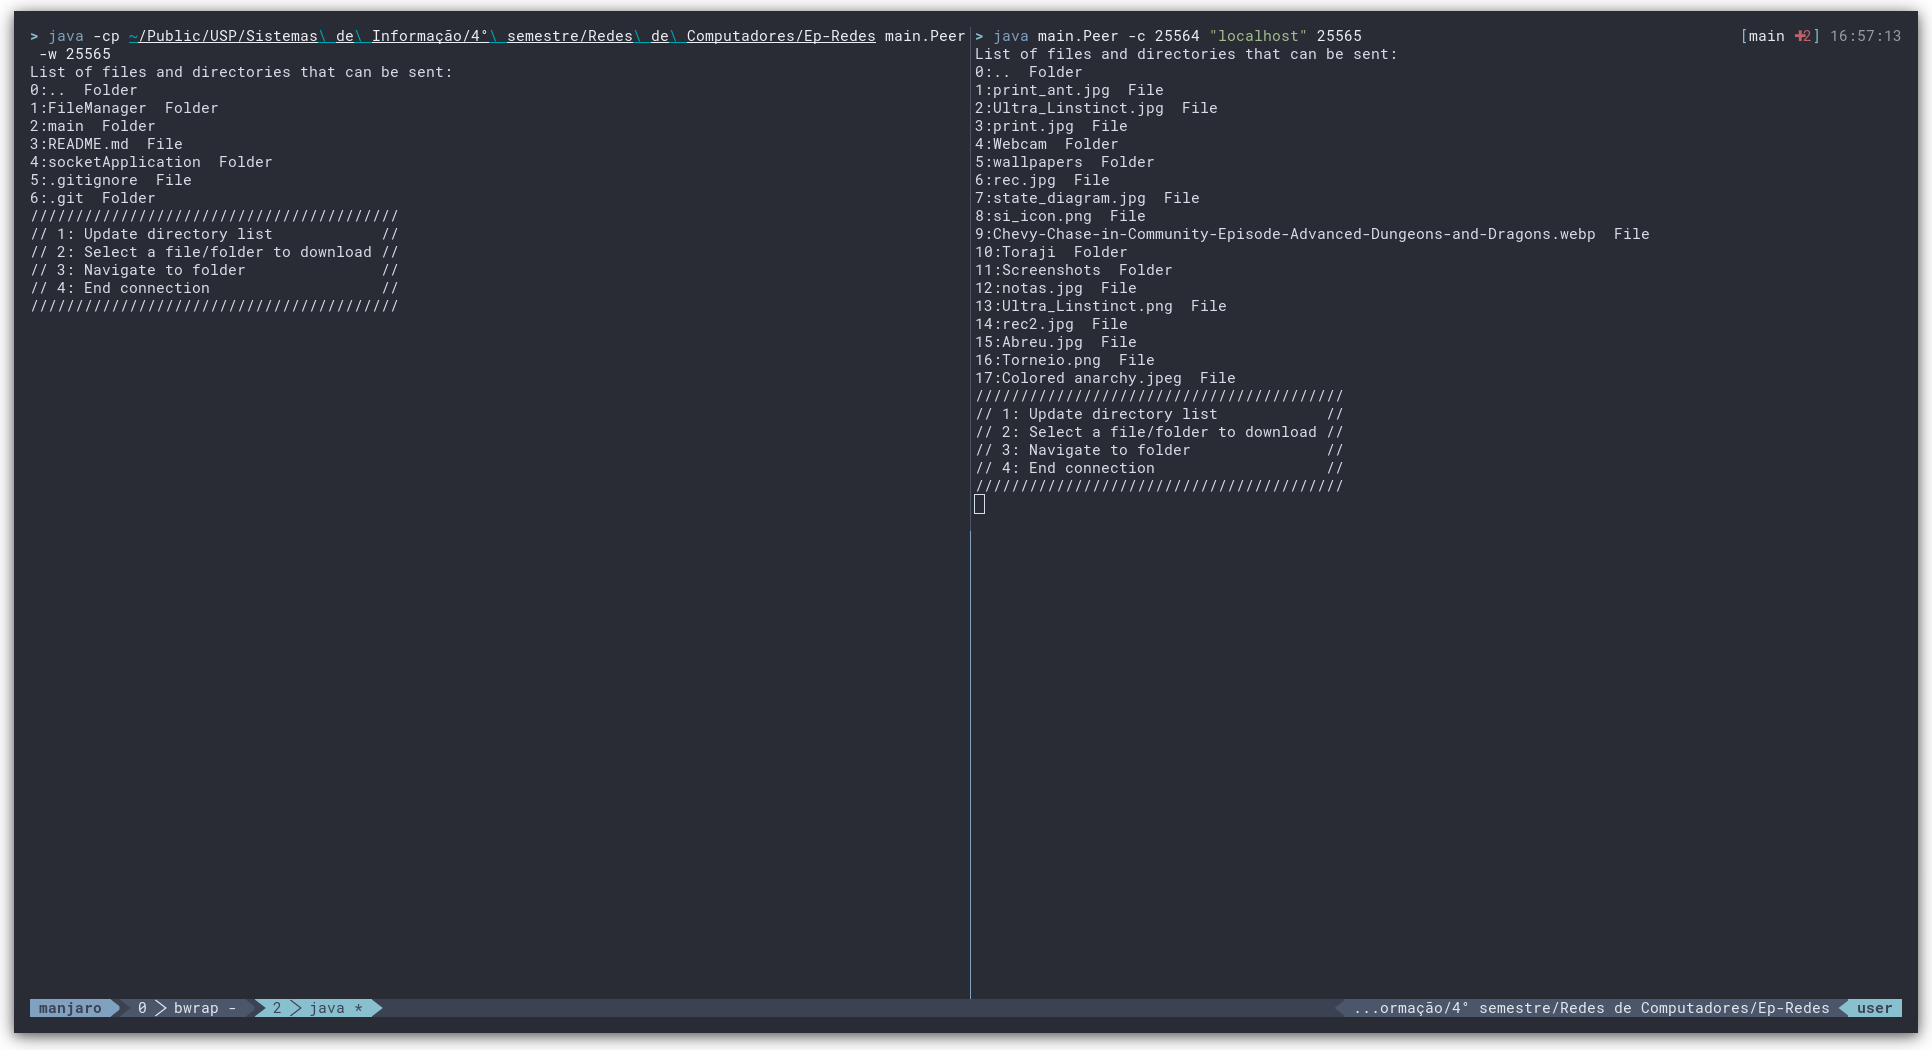 > java -cp ~/Public/USP/Sistemas\ de\ Informação/4°\ semestre/Redes\ de\ Computadores/Ep-Redes main.Peer
 -w 25565
List of files and directories that can be sent:
0:..  Folder
1:FileManager  Folder
2:main  Folder
3:README.md  File
4:socketApplication  Folder
5:.gitignore  File
6:.git  Folder
/////////////////////////////////////////
// 1: Update directory list            //
// 2: Select a file/folder to download //
// 3: Navigate to folder               //
// 4: End connection                   //
/////////////////////////////////////////
> java main.Peer -c 25564 "localhost" 25565 [main ✚2] 16:57:13
List of files and directories that can be sent:
0:..  Folder
1:print_ant.jpg  File
2:Ultra_Linstinct.jpg  File
3:print.jpg  File
4:Webcam  Folder
5:wallpapers  Folder
6:rec.jpg  File
7:state_diagram.jpg  File
8:si_icon.png  File
9:Chevy-Chase-in-Community-Episode-Advanced-Dungeons-and-Dragons.webp  File
10:Toraji  Folder
11:Screenshots  Folder
12:notas.jpg  File
13:Ultra_Linstinct.png  File
14:rec2.jpg  File
15:Abreu.jpg  File
16:Torneio.png  File
17:Colored anarchy.jpeg  File
/////////////////////////////////////////
// 1: Update directory list            //
// 2: Select a file/folder to download //
// 3: Navigate to folder               //
// 4: End connection                   //
/////////////////////////////////////////
manjaro 0 bwrap - 2 java * ...ormação/4° semestre/Redes de Computadores/Ep-Redes user